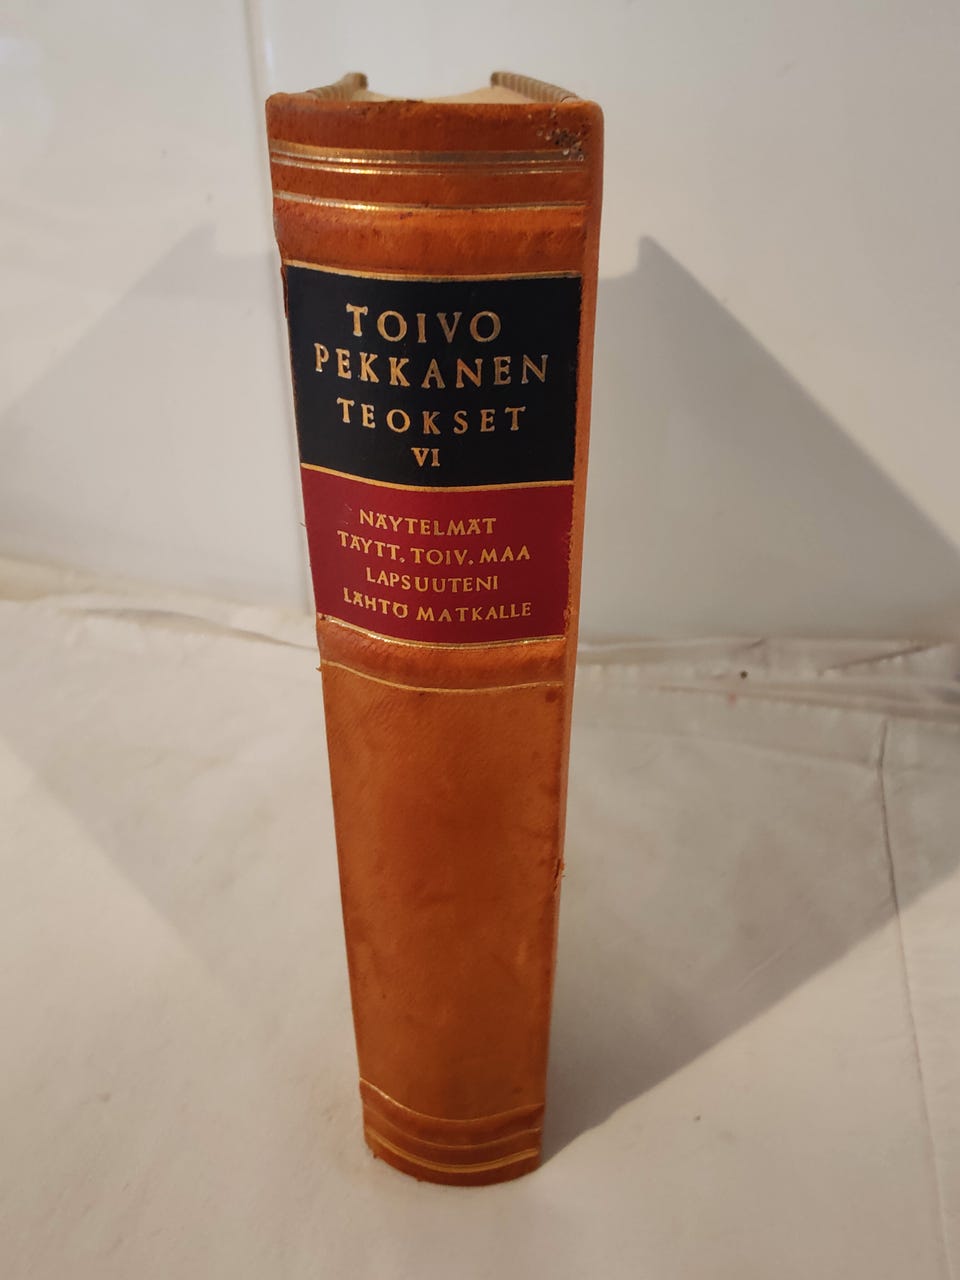 TOIVO
PEKKANEN
TEOKSET
VI
NÄYTELMÄT
TÄYTT. TOIV. MAA
LAPSUUTENI
LÄHTÖ MATKALLE